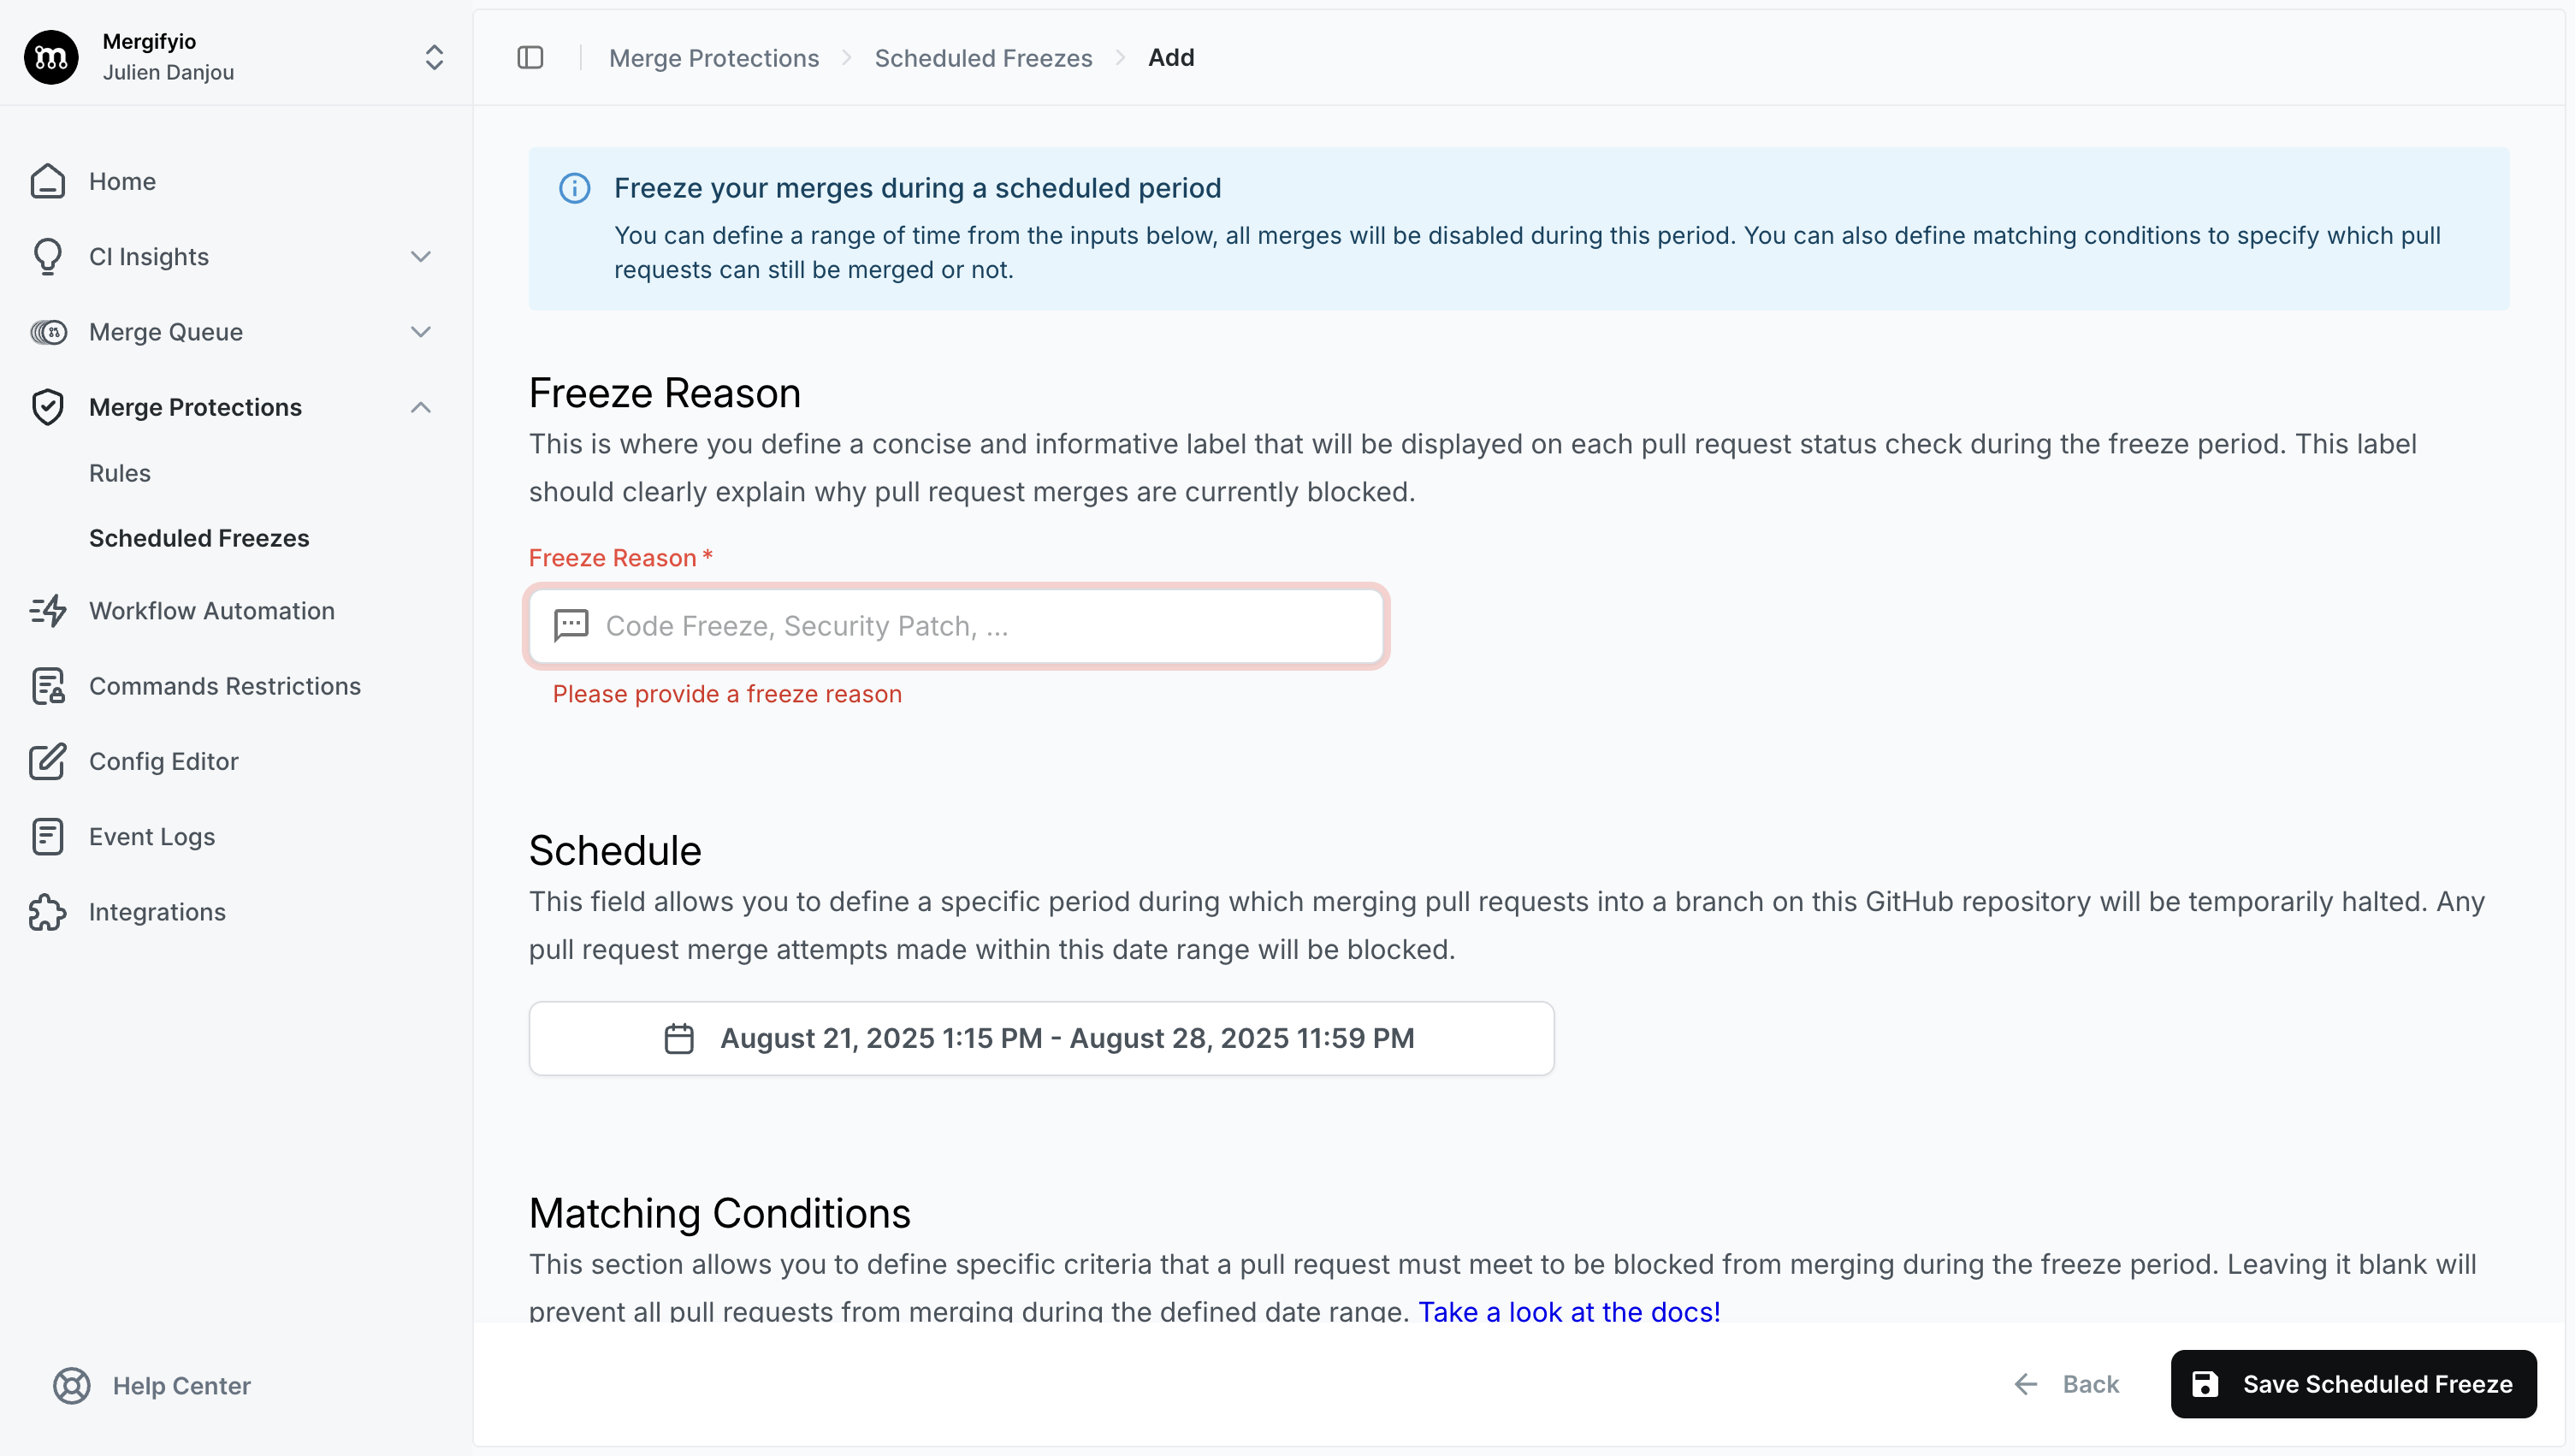 Mergifyio
Julien Danjou
Home
CI Insights
Merge Queue
Merge Protections
Rules
Scheduled Freezes
Workflow Automation
Commands Restrictions
Config Editor
Event Logs
Integrations
Help Center
Merge Protections > Scheduled Freezes > Add
Freeze your merges during a scheduled period
You can define a range of time from the inputs below, all merges will be disabled during this period. You can also define matching conditions to specify which pull
requests can still be merged or not.
Freeze Reason
This is where you define a concise and informative label that will be displayed on each pull request status check during the freeze period. This label
should clearly explain why pull request merges are currently blocked.
Freeze Reason *
Code Freeze, Security Patch, ...
Please provide a freeze reason
Schedule
This field allows you to define a specific period during which merging pull requests into a branch on this GitHub repository will be temporarily halted. Any
pull request merge attempts made within this date range will be blocked.
August 21, 2025 1:15 PM - August 28, 2025 11:59 PM
Matching Conditions
This section allows you to define specific criteria that a pull request must meet to be blocked from merging during the freeze period. Leaving it blank will
prevent all pull requests from merging during the defined date range. Take a look at the docs!
Back
Save Scheduled Freeze